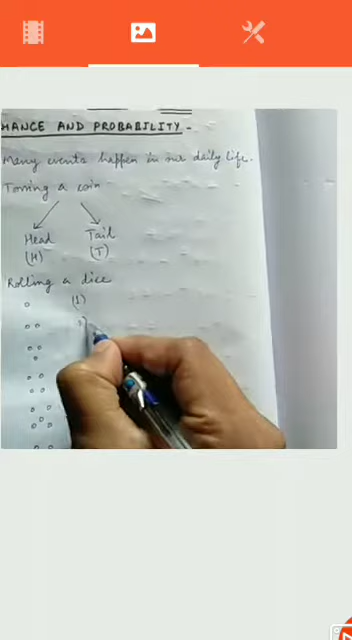 HANCE AND PROBABILITY.
Many events happen in our daily life.
Tossing a coin
Head Tail
(H) (T)
Rolling a dice
(1)